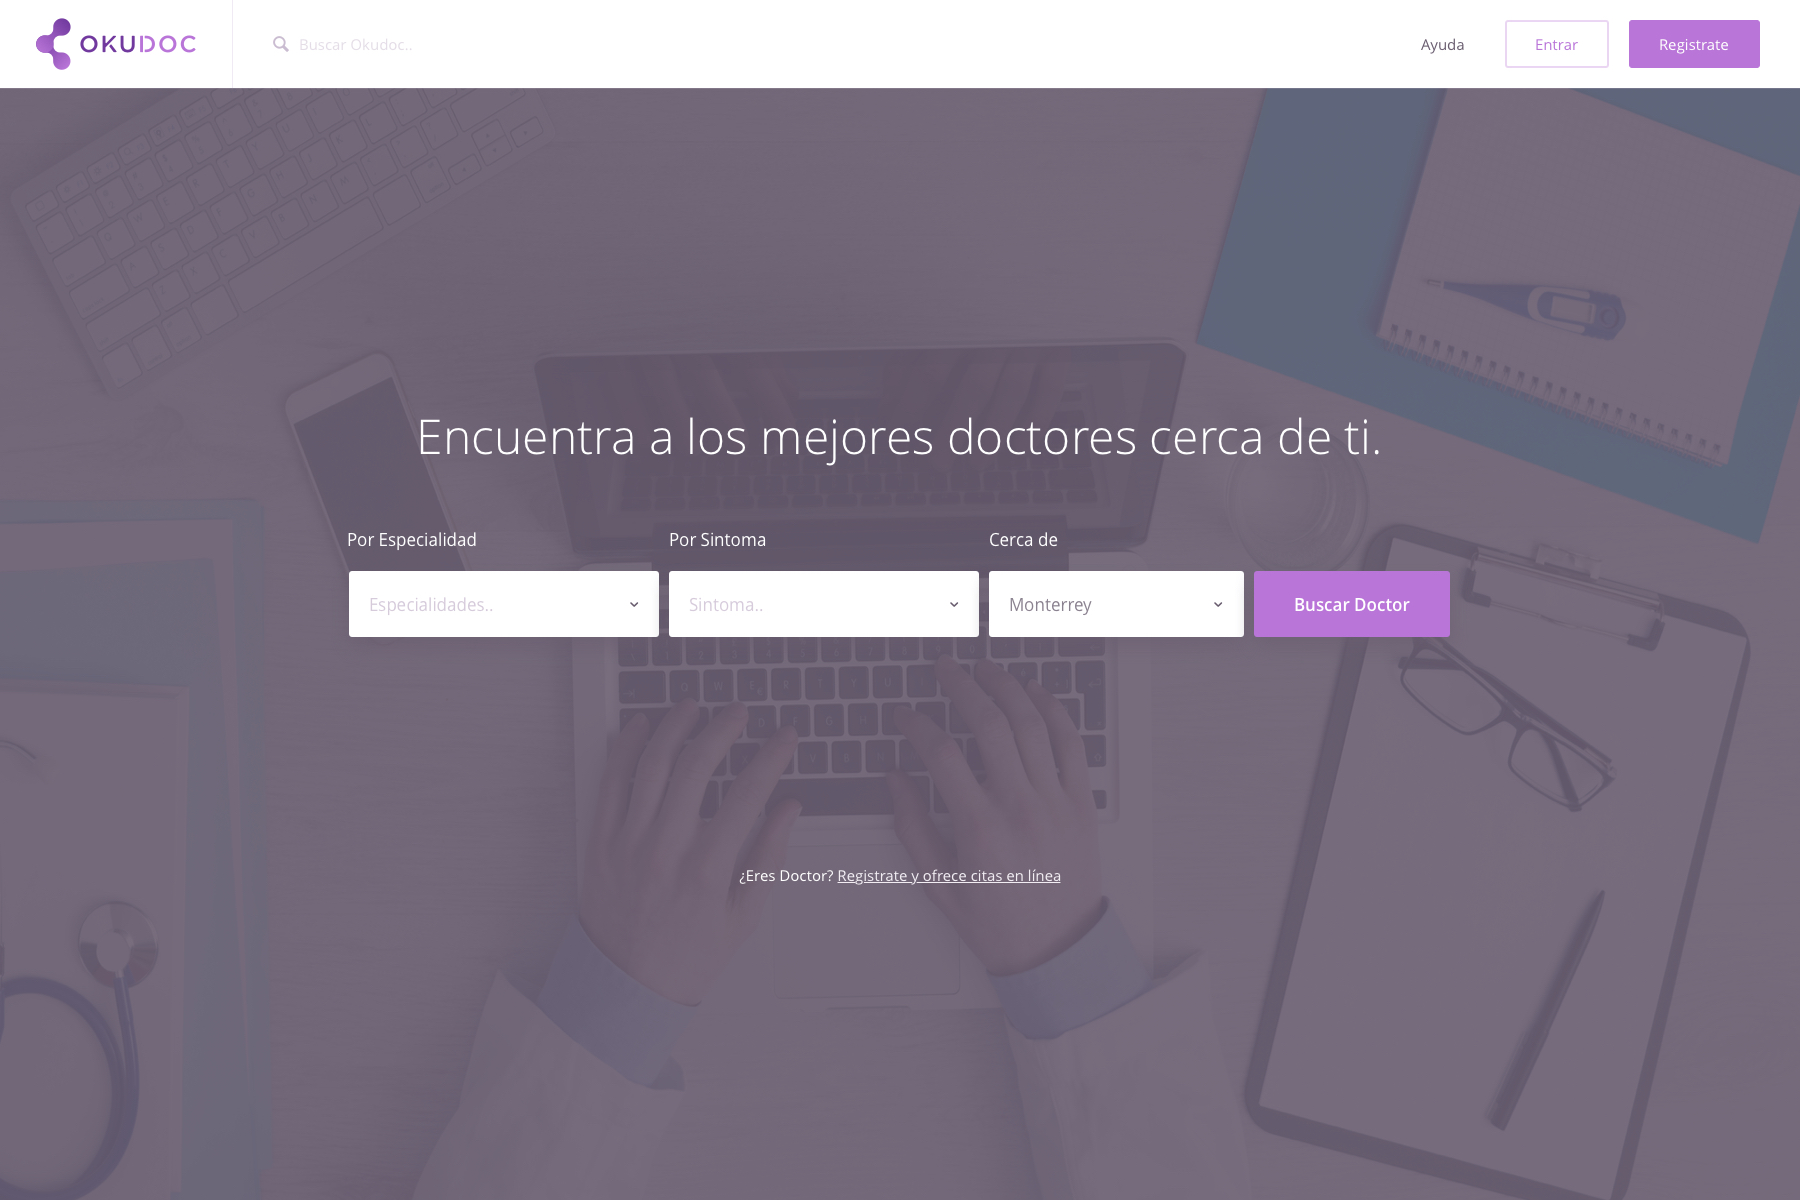 OKUDOC
Buscar Okudoc..
Ayuda
Entrar
Registrate
Encuentra a los mejores doctores cerca de ti.
Por Especialidad
Por Sintoma
Cerca de
Especialidades..
Sintoma..
Monterrey
Buscar Doctor
¿Eres Doctor? Registrate y ofrece citas en línea